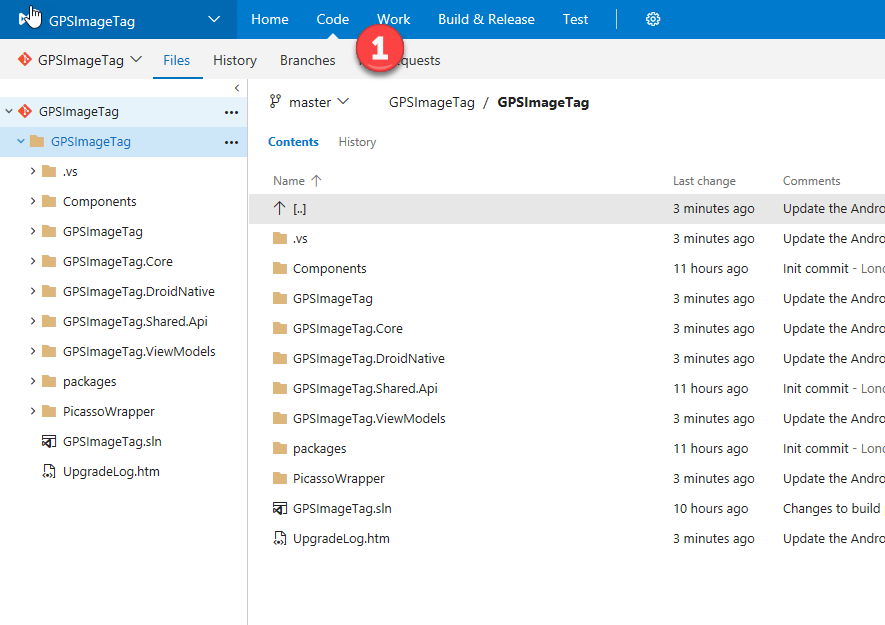 GPSImageTag Home Code Work Build & Release Test
1
GPSImageTag Files History Branches quests
GPSImageTag ...
GPSImageTag ...
.vs
Components
GPSImageTag
GPSImageTag.Core
GPSImageTag.DroidNative
GPSImageTag.Shared.Api
GPSImageTag.ViewModels
packages
PicassoWrapper
GPSImageTag.sln
UpgradeLog.htm
master GPSImageTag / GPSImageTag
Contents History
Name Last change Comments
[..] 3 minutes ago Update the Andro
.vs 3 minutes ago Update the Andro
Components 11 hours ago Init commit - Lond
GPSImageTag 3 minutes ago Update the Andro
GPSImageTag.Core 3 minutes ago Update the Andro
GPSImageTag.DroidNative 3 minutes ago Update the Andro
GPSImageTag.Shared.Api 11 hours ago Init commit - Lond
GPSImageTag.ViewModels 3 minutes ago Update the Andro
packages 11 hours ago Init commit - Lond
PicassoWrapper 3 minutes ago Update the Andro
GPSImageTag.sln 10 hours ago Changes to build
UpgradeLog.htm 3 minutes ago Update the Andro